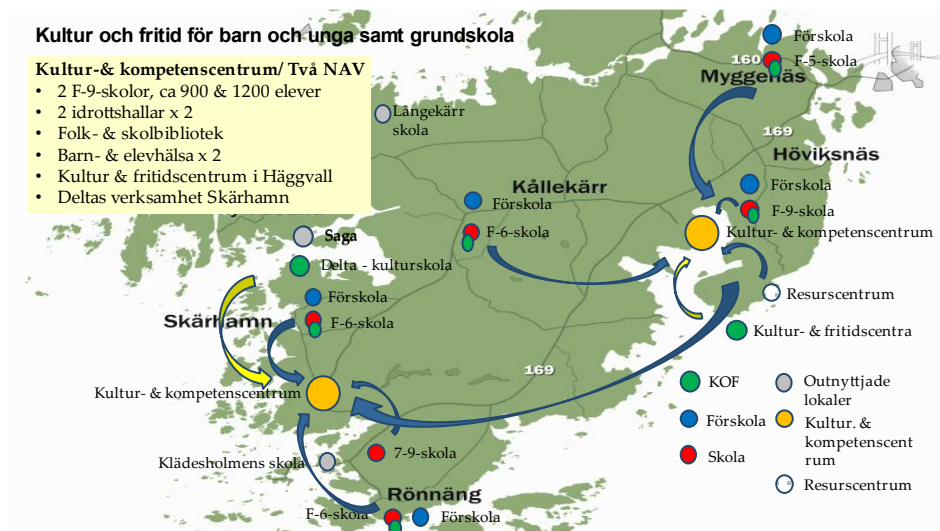 Kultur och fritid för barn och unga samt grundskola
Kultur-& kompetenscentrum/ Två NAV
• 2 F-9-skolor, ca 900 & 1200 elever
• 2 idrottshallar x 2
• Folk- & skolbibliotek
• Barn- & elevhälsa x 2
• Kultur & fritidscentrum i Häggvall
• Deltas verksamhet Skärhamn
Förskola
160
F-5-skola
Myggenäs
Långekärr
skola
169
Höviksnäs
Kållekärr
Förskola
Förskola
F-9-skola
F-6-skola
Kultur- & kompetenscentrum
Saga
Delta - kulturskola
Förskola
Resurscentrum
Skärhamn
F-6-skola
Kultur- & fritidscentra
169
Kultur- & kompetenscentrum
KOF
Outnyttjade
lokaler
Förskola
Kultur. &
kompetenscent
rum
Skola
Resurscentrum
7-9-skola
Klädesholmens skola
Rönnäng
F-6-skola
Förskola